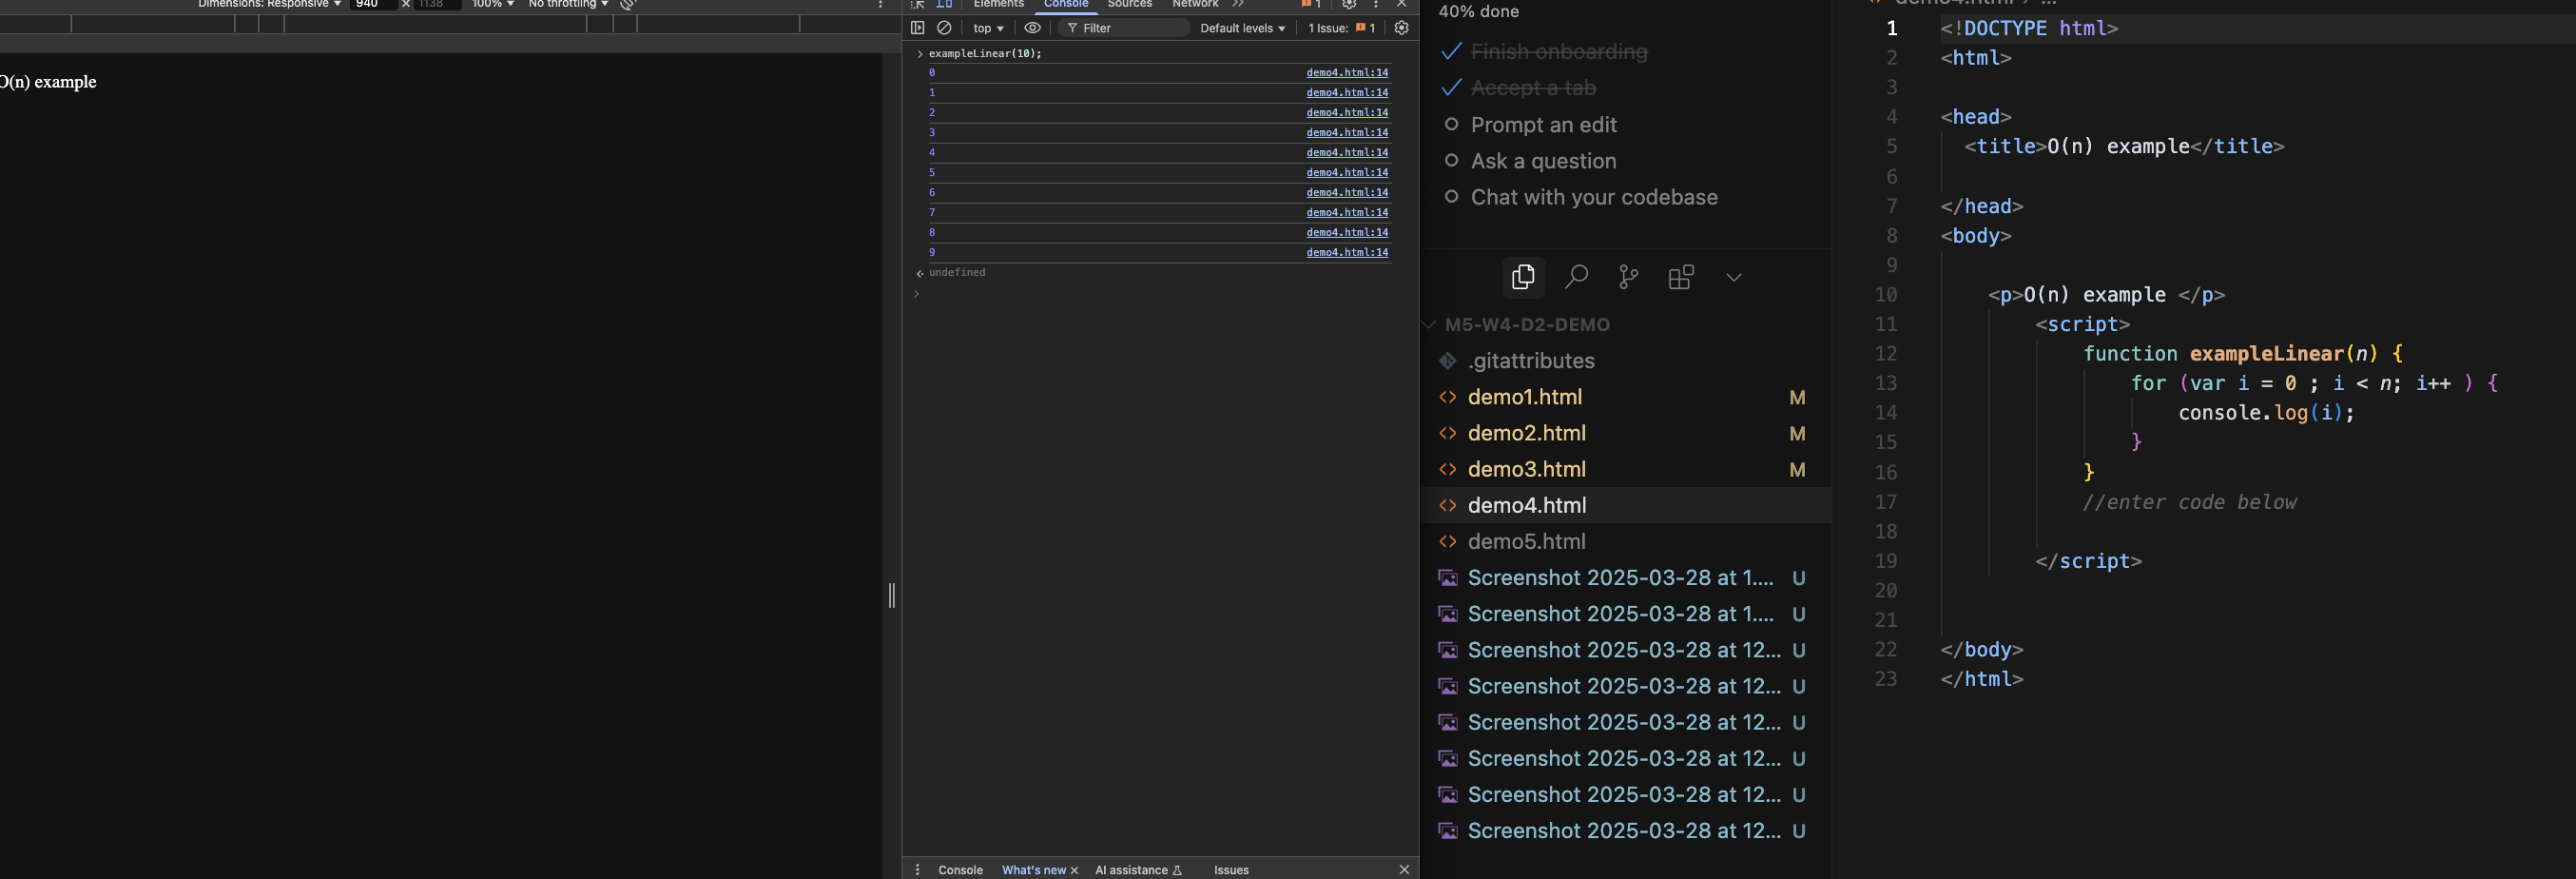 Dimensions: Responsive 940 × 1138 100% No throttling
O(n) example
Elements Console Sources Network 1
top Filter Default levels 1 Issue: 1
exampleLinear(10);
0 demo4.html:14
1 demo4.html:14
2 demo4.html:14
3 demo4.html:14
4 demo4.html:14
5 demo4.html:14
6 demo4.html:14
7 demo4.html:14
8 demo4.html:14
9 demo4.html:14
undefined
Console What's new AI assistance Issues
40% done
Finish onboarding
Accept a tab
Prompt an edit
Ask a question
Chat with your codebase
M5-W4-D2-DEMO
.gitattributes
demo1.html M
demo2.html M
demo3.html M
demo4.html
demo5.html
Screenshot 2025-03-28 at 1.... U
Screenshot 2025-03-28 at 1.... U
Screenshot 2025-03-28 at 12... U
Screenshot 2025-03-28 at 12... U
Screenshot 2025-03-28 at 12... U
Screenshot 2025-03-28 at 12... U
Screenshot 2025-03-28 at 12... U
Screenshot 2025-03-28 at 12... U
demo4.html > ...
1 <!DOCTYPE html>
2 <html>
3
4 <head>
5 <title>O(n) example</title>
6
7 </head>
8 <body>
9
10 <p>O(n) example </p>
11 <script>
12 function exampleLinear(n) {
13 for (var i = 0 ; i < n; i++ ) {
14 console.log(i);
15 }
16 }
17 //enter code below
18
19 </script>
20
21
22 </body>
23 </html>